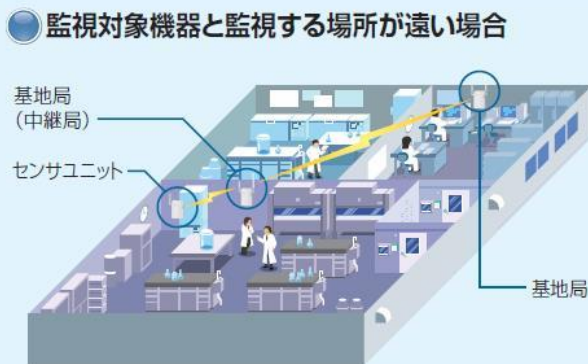 監視対象機器と監視する場所が遠い場合
基地局
（中継局）
センサユニット
基地局